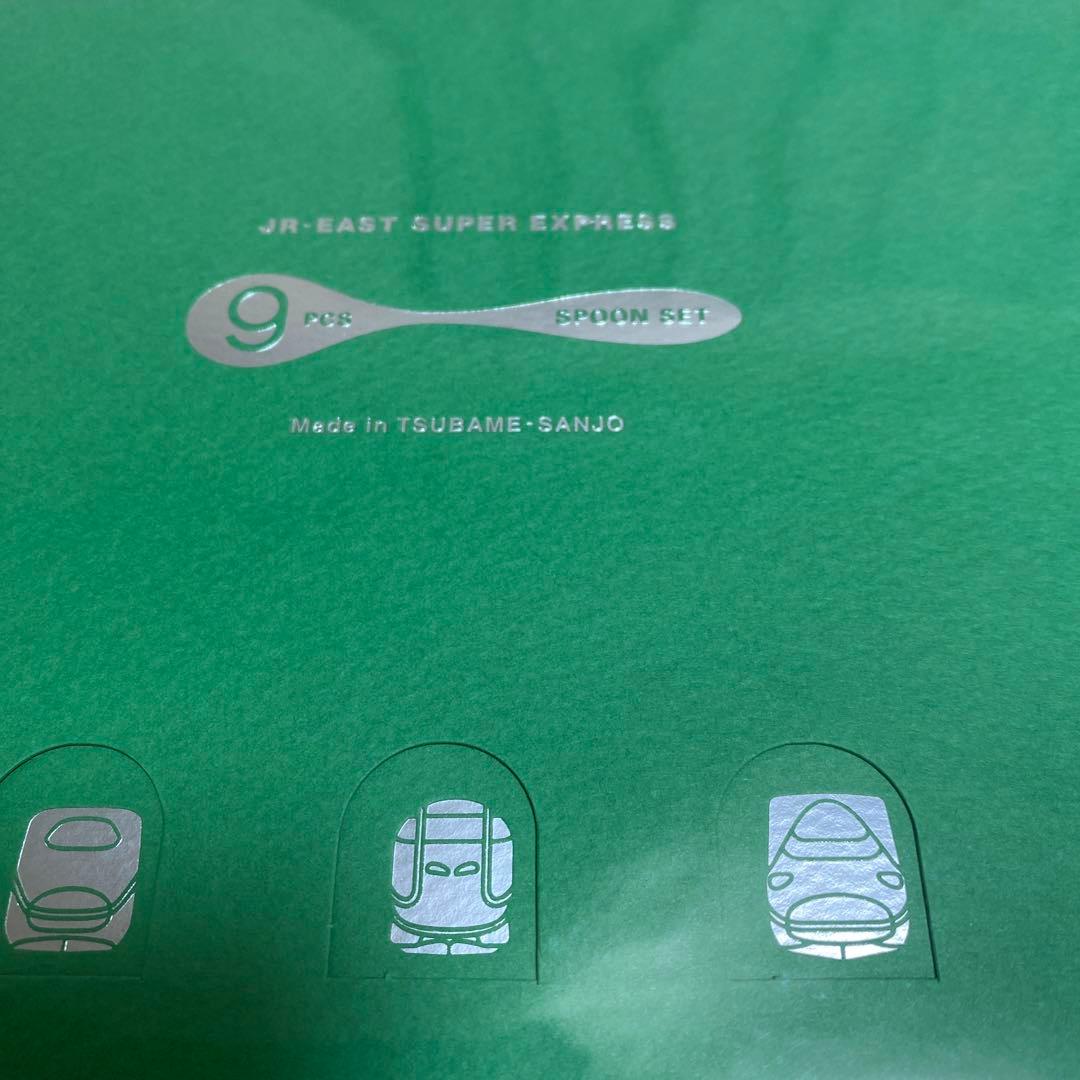 JR-EAST SUPER EXPRESS
9 PCS SPOON SET
Made in TSUBAME-SANJO